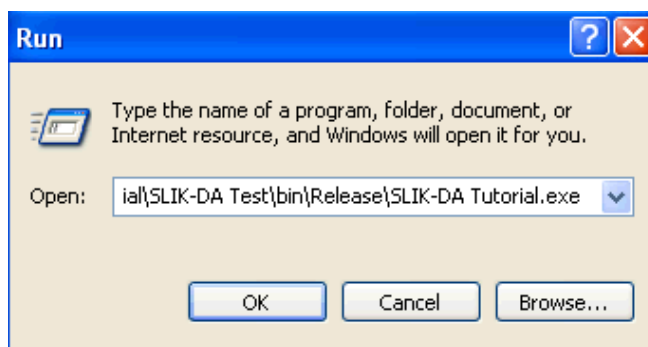 Run
Type the name of a program, folder, document, or
Internet resource, and Windows will open it for you.
Open:
ial\SLIK-DA Test\bin\Release\SLIK-DA Tutorial.exe
OK
Cancel
Browse...